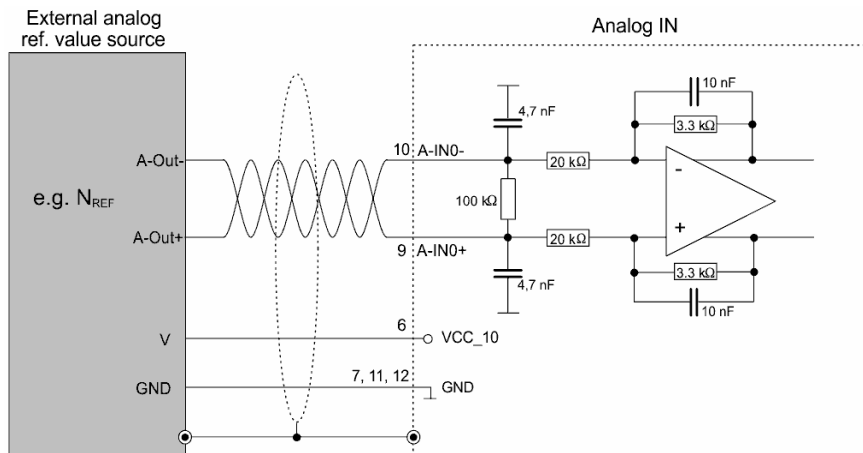 External analog
ref. value source
Analog IN
10 nF
4,7 nF
3.3 kΩ
A-Out-
10 A-IN0-
20 kΩ
-
e.g. NREF
100 kΩ
+
A-Out+
9 A-IN0+
20 kΩ
3.3 kΩ
4,7 nF
10 nF
V
6
VCC_10
GND
7, 11, 12
GND